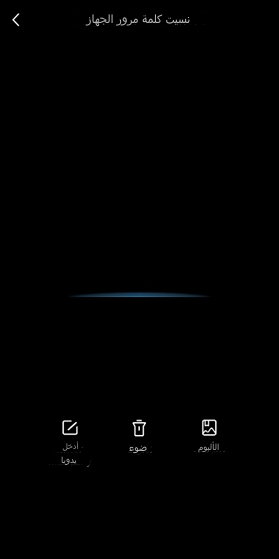 نسيت كلمة مرور الجهاز
الألبوم
ضوء
أدخل
يدويا